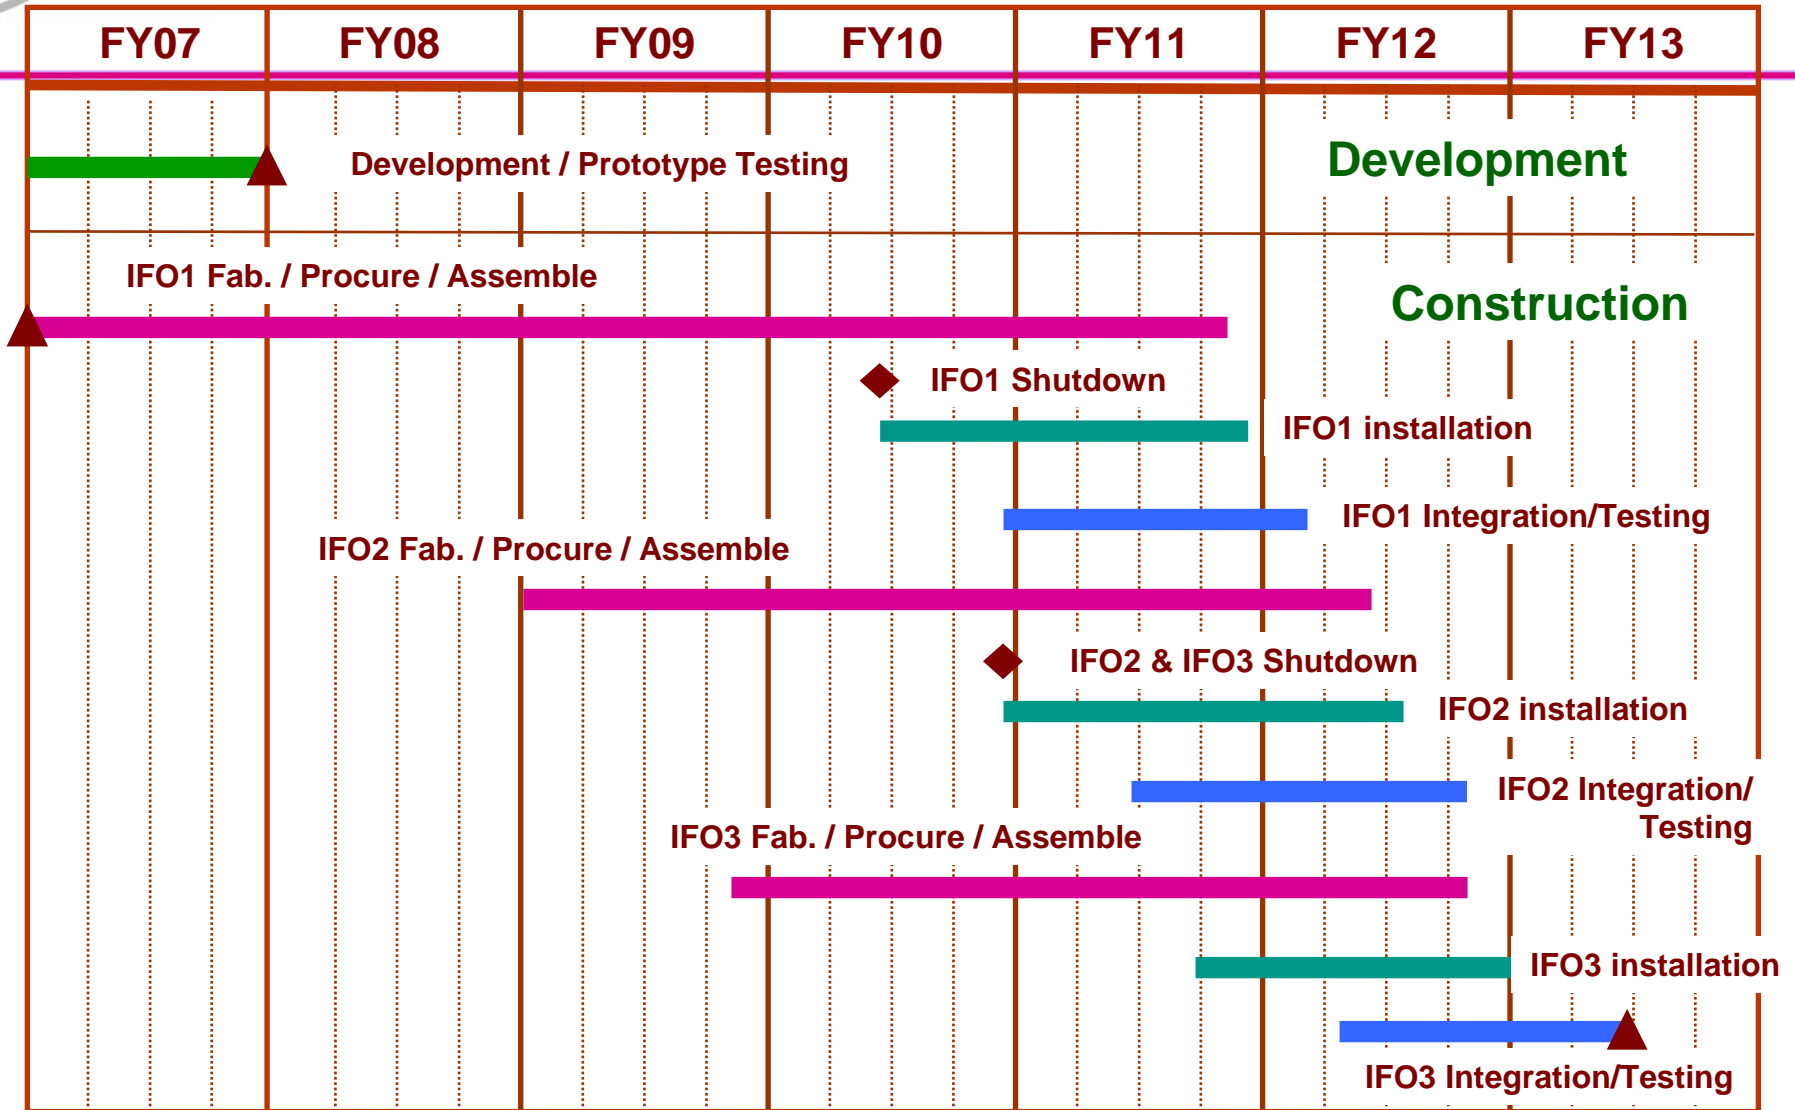 FY07 FY08 FY09 FY10 FY11 FY12 FY13
Development / Prototype Testing
Development
IFO1 Fab. / Procure / Assemble
Construction
IFO1 Shutdown
IFO1 installation
IFO1 Integration/Testing
IFO2 Fab. / Procure / Assemble
IFO2 & IFO3 Shutdown
IFO2 installation
IFO2 Integration/
Testing
IFO3 Fab. / Procure / Assemble
IFO3 installation
IFO3 Integration/Testing